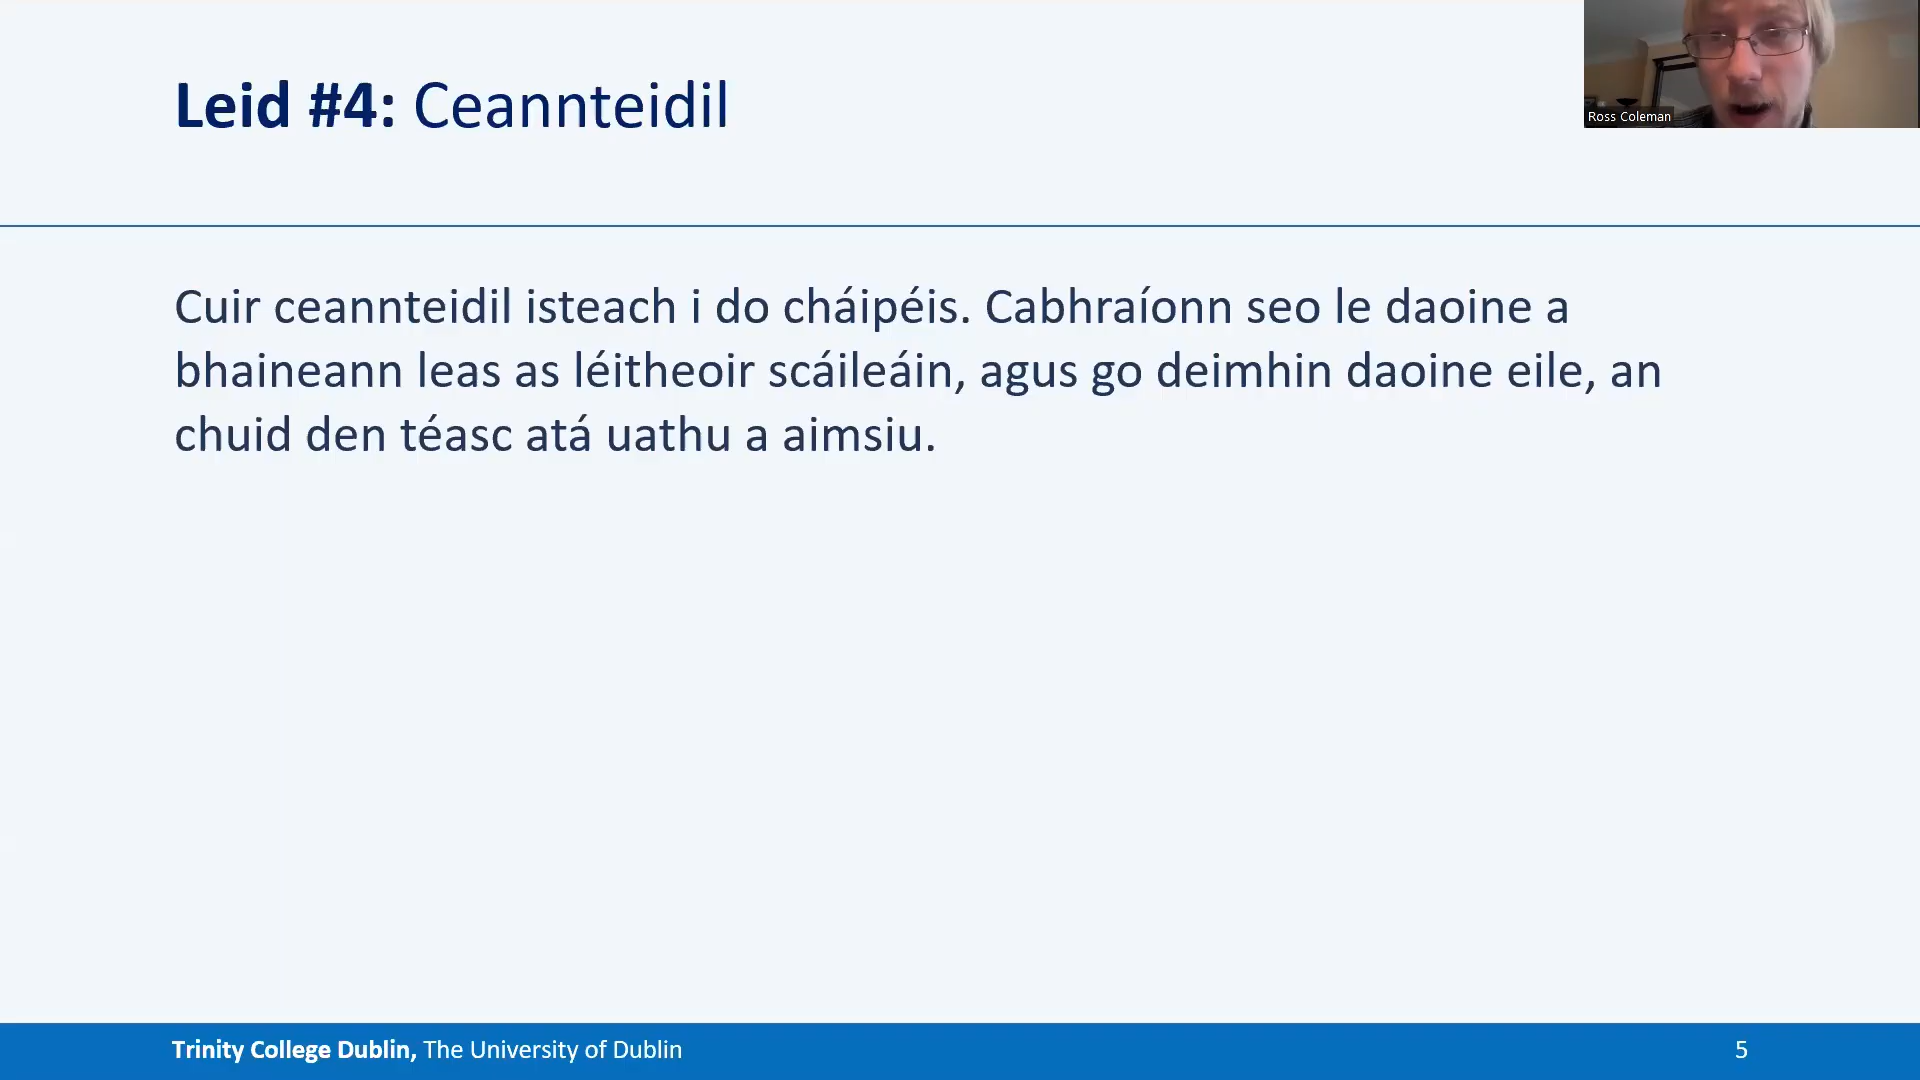 Leid #4: Ceannteidil
Ross Coleman
Cuir ceannteidil isteach i do cháipéis. Cabhraíonn seo le daoine a
bhaineann leas as léitheoir scáileáin, agus go deimhin daoine eile, an
chuid den téasc atá uathu a aimsiu.
Trinity College Dublin, The University of Dublin
5